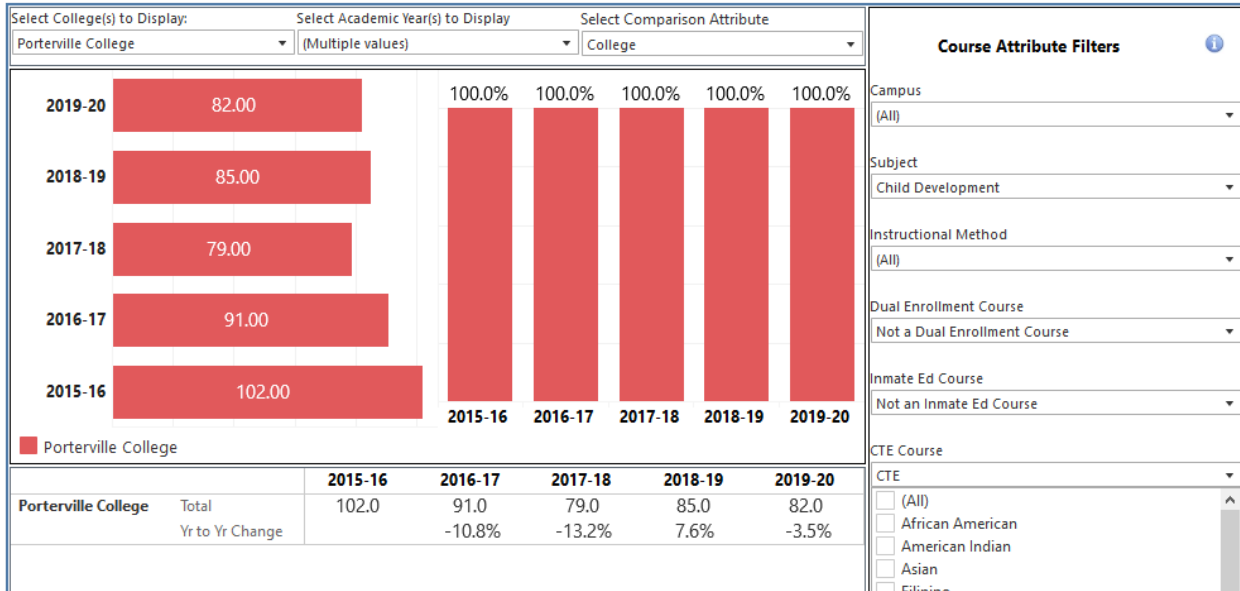 Select College(s) to Display:
Porterville College
Select Academic Year(s) to Display
(Multiple values)
Select Comparison Attribute
College
2019-20
82.00
2018-19
85.00
2017-18
79.00
2016-17
91.00
2015-16
102.00
Porterville College
100.0% 100.0% 100.0% 100.0% 100.0%
2015-16 2016-17 2017-18 2018-19 2019-20
2015-16 2016-17 2017-18 2018-19 2019-20
Porterville College Total 102.0 91.0 79.0 85.0 82.0
Yr to Yr Change -10.8% -13.2% 7.6% -3.5%
Course Attribute Filters
i
Campus
(All)
Subject
Child Development
Instructional Method
(All)
Dual Enrollment Course
Not a Dual Enrollment Course
Inmate Ed Course
Not an Inmate Ed Course
CTE Course
CTE
(All)
African American
American Indian
Asian